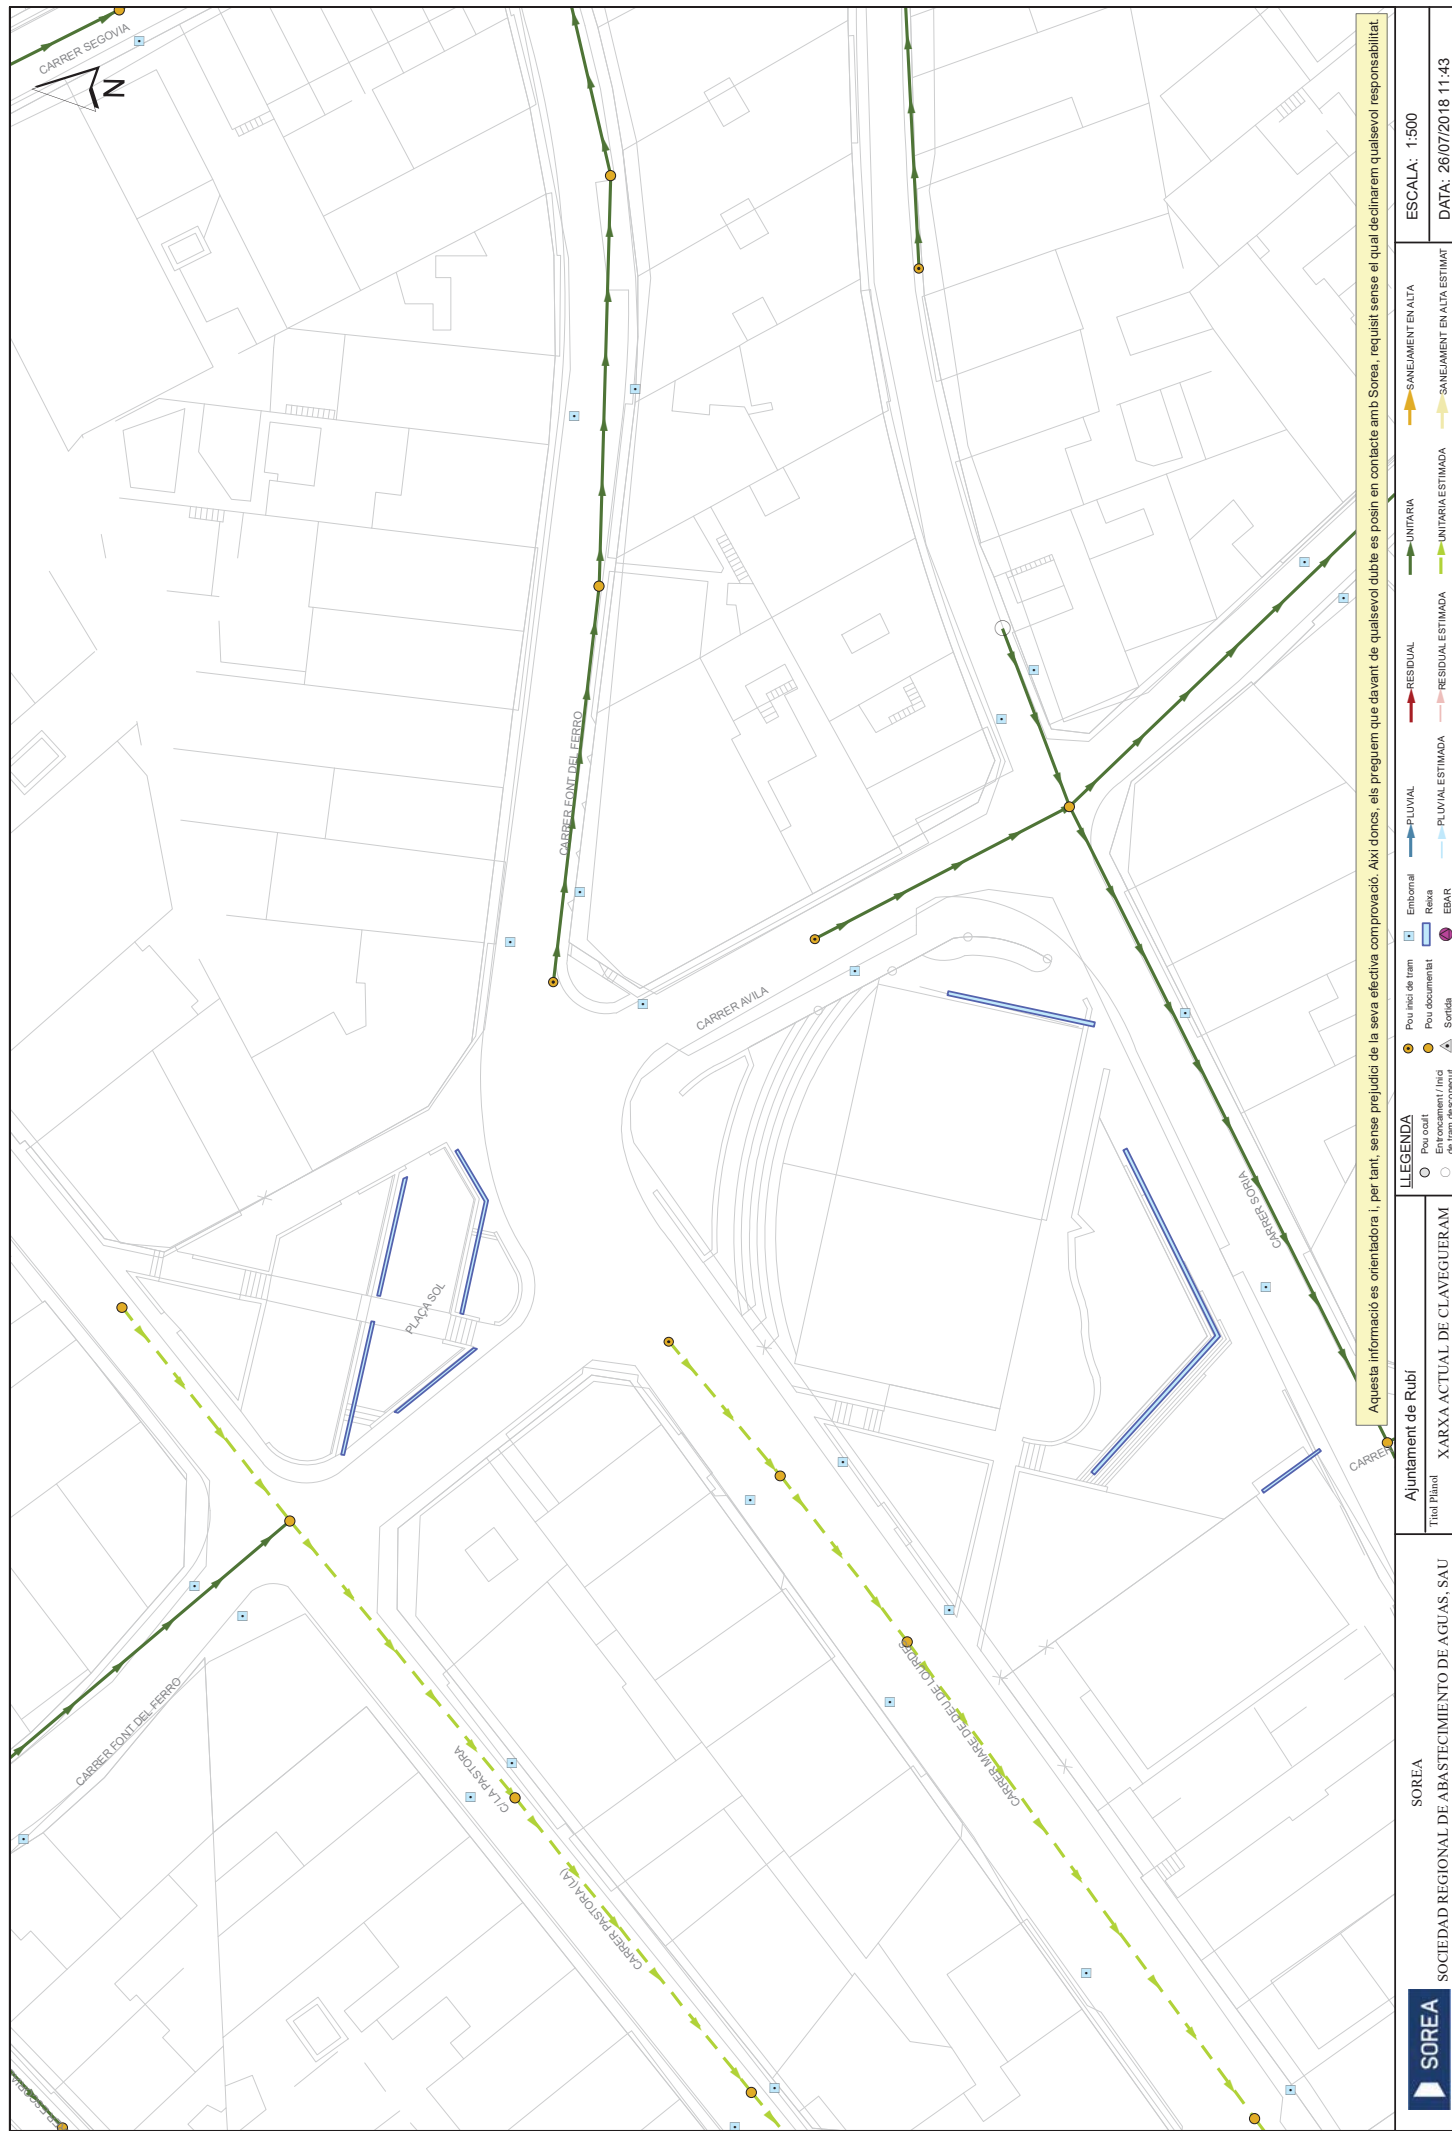 CARRER SEGOVIA
N
CARRER FONT DEL FERRO
CARRER AVILA
PLAÇA SOL
CARRER SORIA
CARRER FONT DEL FERRO
C/LA PASTORA
CARRER PASTORA (LA)
CARRER MARE DE DEU DE LOURDES
CARRER
Aquesta informació es orientadora i, per tant, sense prejudici de la seva efectiva comprovació. Així doncs, els preguem que davant de qualsevol dubte es posin en contacte amb Sorea, requisit sense el qual declinarem qualsevol responsabilitat.
SOREA
SOREA
SOCIEDAD REGIONAL DE ABASTECIMIENTO DE AGUAS, SAU
Ajuntament de Rubí
Títol Plànol
XARXA ACTUAL DE CLAVEGUERAM
LLEGENDA
Pou ocult
Entroncament / Inici
de tram desconegut
Pou inici de tram
Pou documentat
Sortida
Embornal
Reixa
EBAR
PLUVIAL
PLUVIAL ESTIMADA
RESIDUAL
RESIDUAL ESTIMADA
UNITARIA
UNITARIA ESTIMADA
SANEJAMENT EN ALTA
SANEJAMENT EN ALTA ESTIMAT
ESCALA: 1:500
DATA: 26/07/2018 11:43